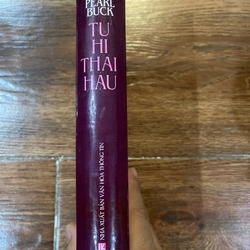 PEARL
BUCK
TỪ HI
THÁI
HẬU
NHÀ XUẤT BẢN VĂN HÓA THÔNG TIN